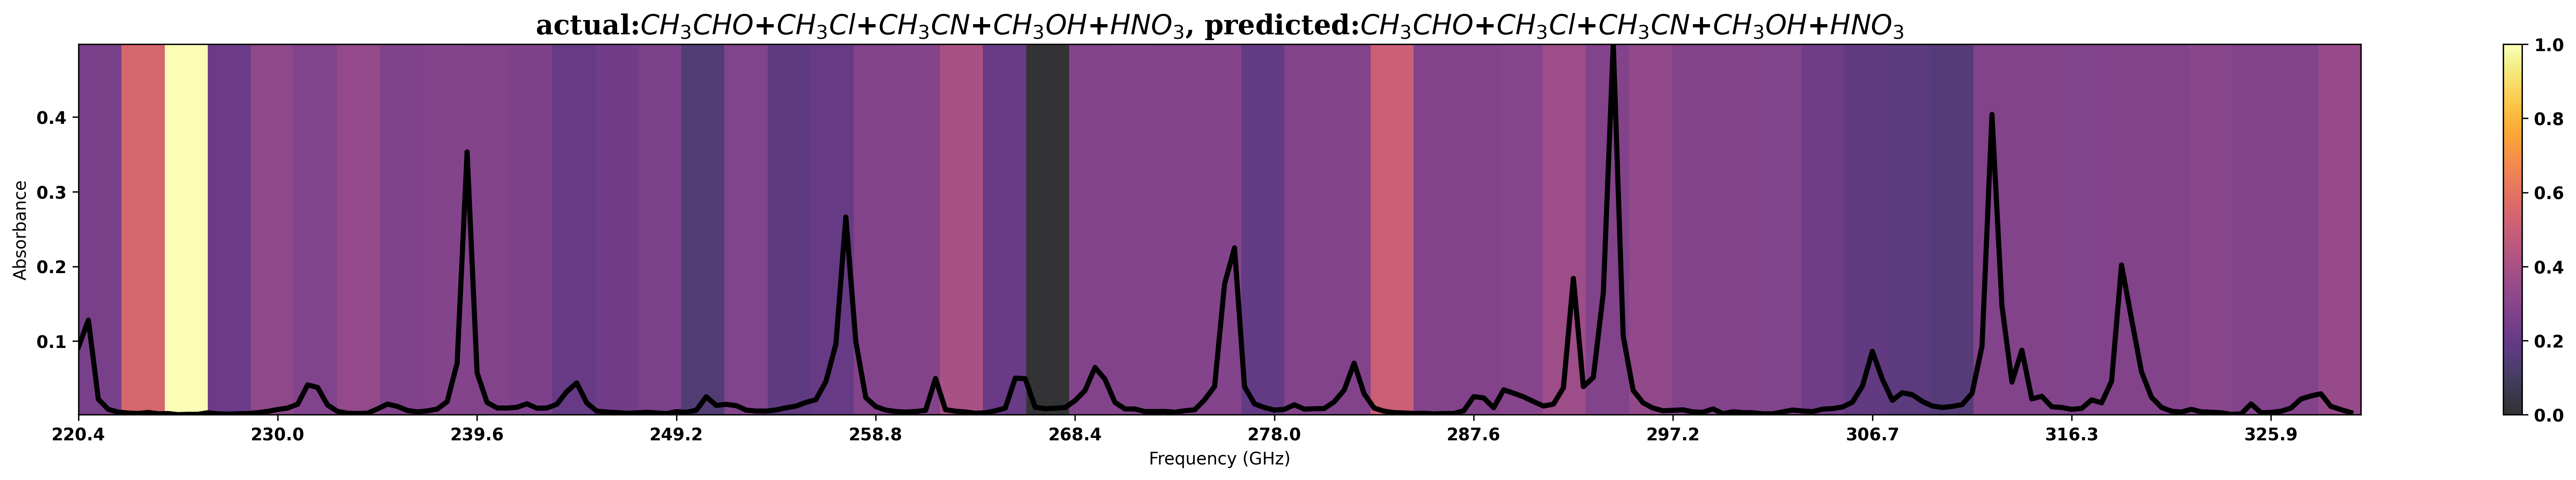 actual:CH₃CHO+CH₃Cl+CH₃CN+CH₃OH+HNO₃, predicted:CH₃CHO+CH₃Cl+CH₃CN+CH₃OH+HNO₃
Absorbance
0.4
0.3
0.2
0.1
220.4 230.0 239.6 249.2 258.8 268.4 278.0 287.6 297.2 306.7 316.3 325.9
Frequency (GHz)
1.0
0.8
0.6
0.4
0.2
0.0